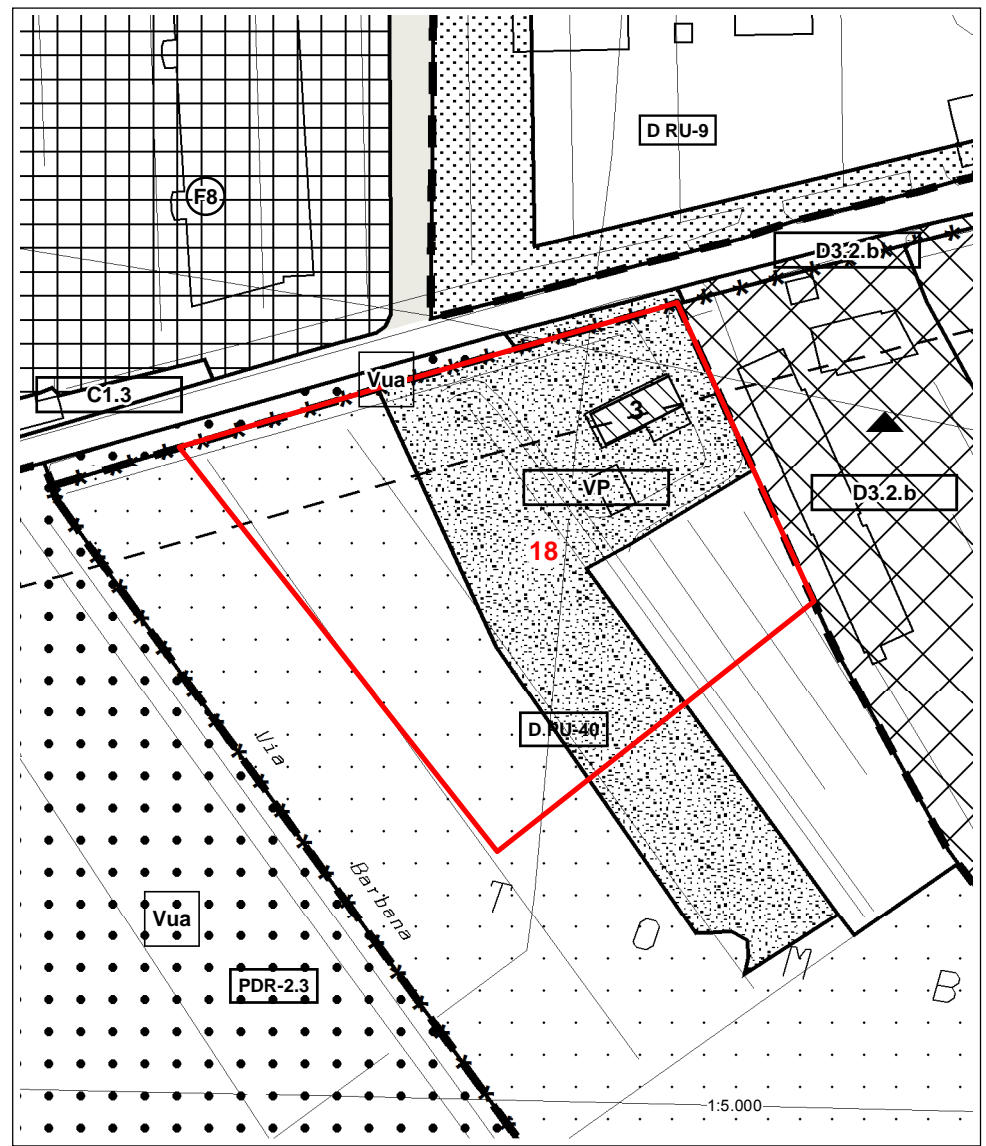 D RU-9
F8
D3.2.b
Vua
C1.3
3
VP
D3.2.b
18
D.PU-40
Via
Barbana
T
O
M
B
Vua
PDR-2.3
1:5.000